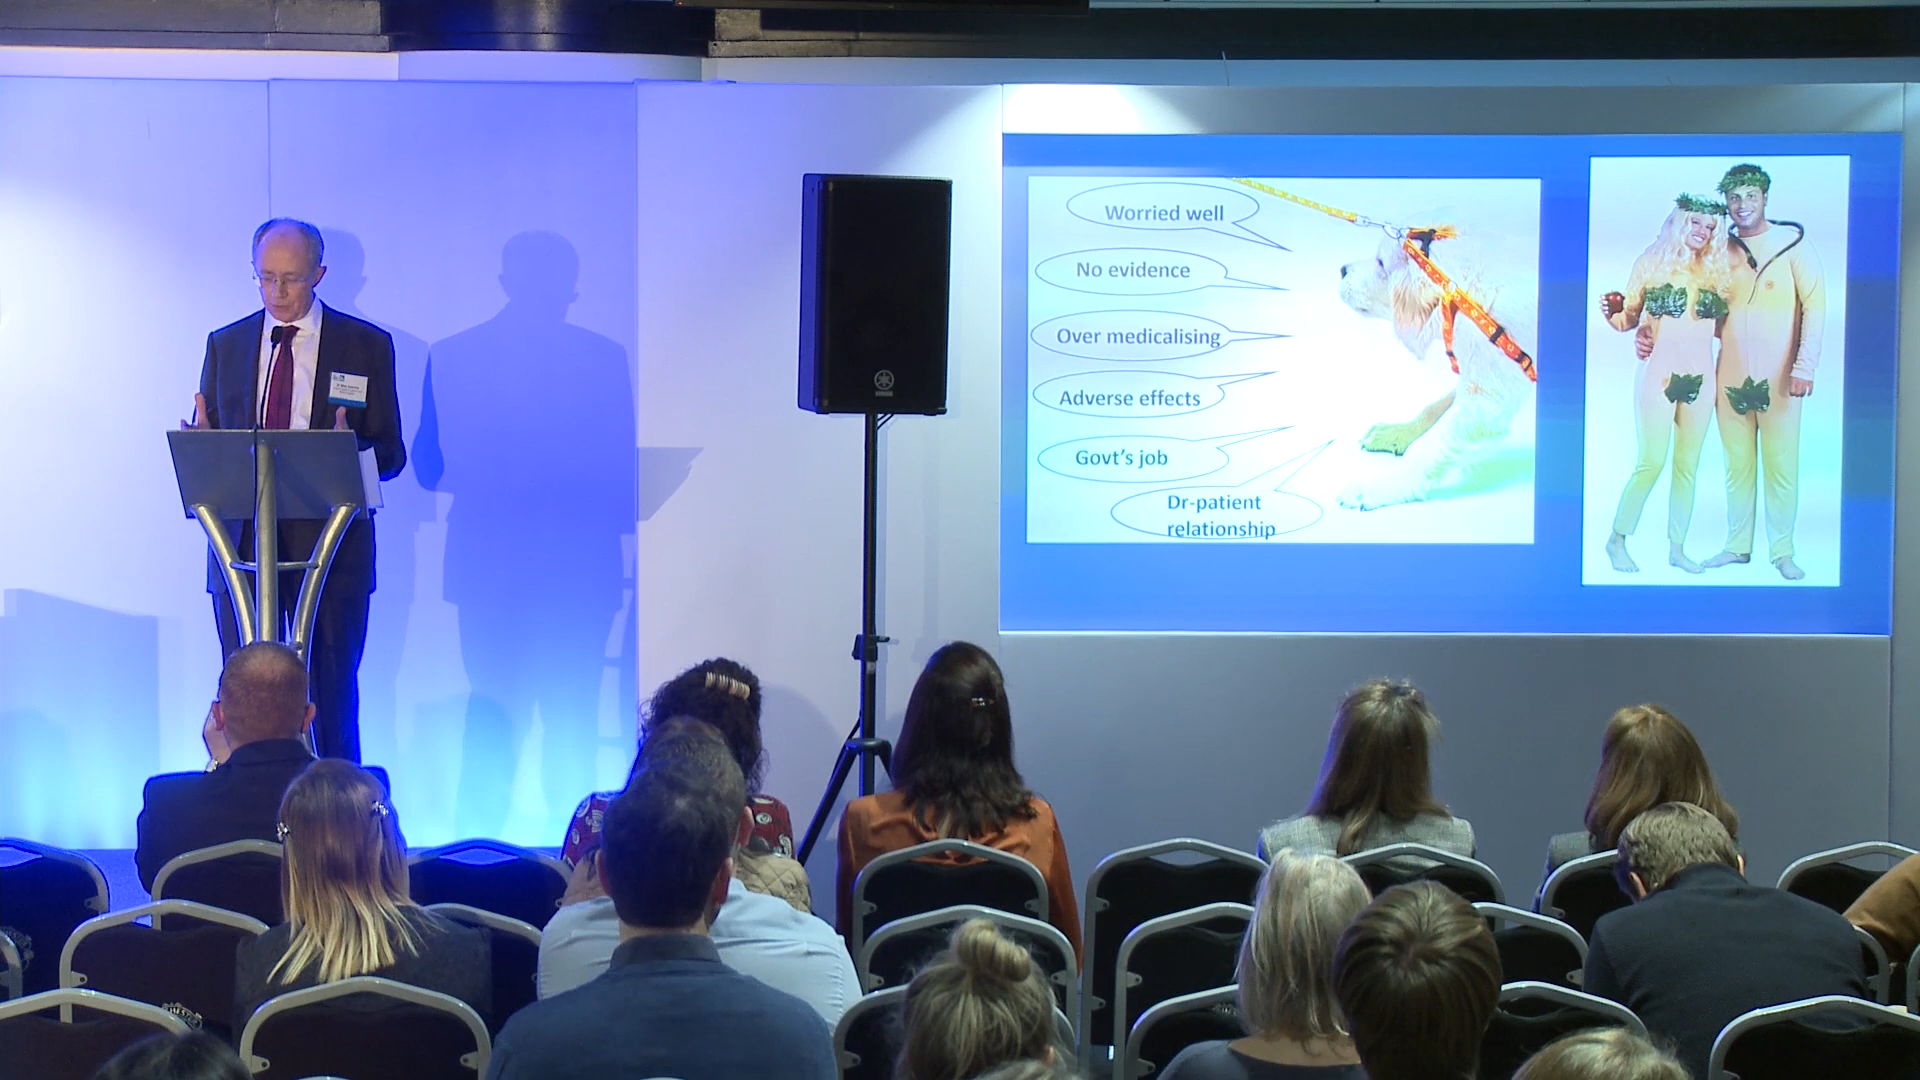 Worried well
No evidence
Over medicalising
Adverse effects
Govt's job
Dr-patient
relationship